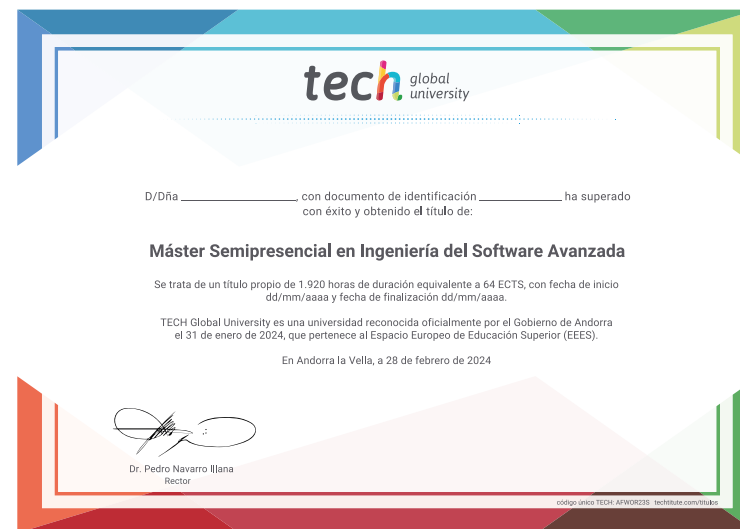 tech global university
D/Dña ____________, con documento de identificación ____________ ha superado
con éxito y obtenido el título de:
Máster Semipresencial en Ingeniería del Software Avanzada
Se trata de un título propio de 1.920 horas de duración equivalente a 64 ECTS, con fecha de inicio
dd/mm/aaaa y fecha de finalización dd/mm/aaaa.
TECH Global University es una universidad reconocida oficialmente por el Gobierno de Andorra
el 31 de enero de 2024, que pertenece al Espacio Europeo de Educación Superior (EEES).
En Andorra la Vella, a 28 de febrero de 2024
Dr. Pedro Navarro Illana
Rector
código único TECH: AFWOR23S techtitute.com/titulos